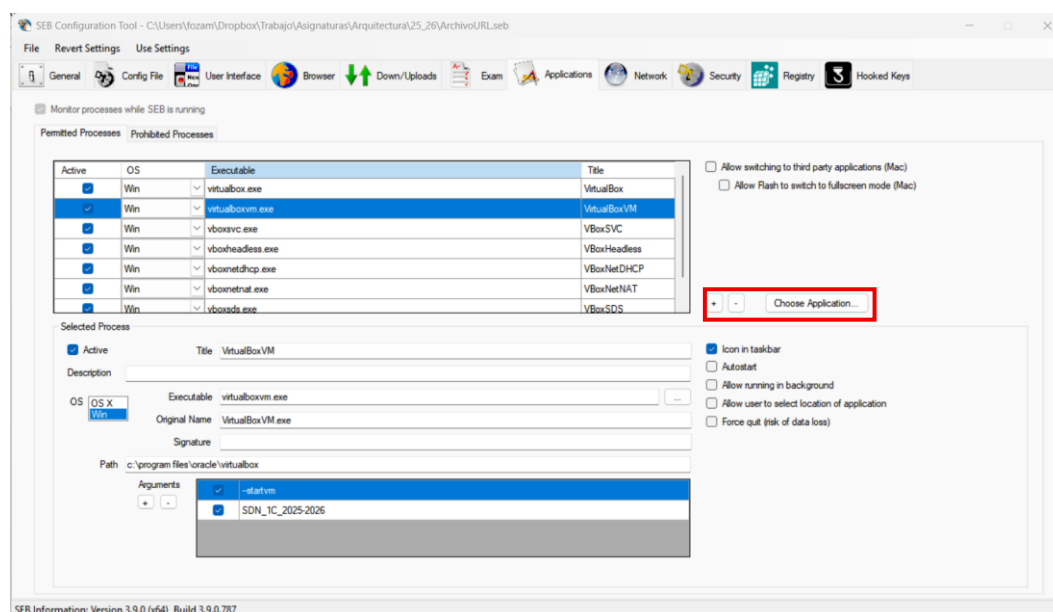 SEB Configuration Tool - C:\Users\fozam\Dropbox\Trabajo\Asignaturas\Arquitectura\25_26\ArchivoURL.seb
File Revert Settings Use Settings
General Config File User Interface Browser Down/Uploads Exam Applications Network Security Registry Hooked Keys
Monitor processes while SEB is running
Permitted Processes Prohibited Processes
Active OS Executable Title
Win virtualbox.exe VirtualBox
Win virtualboxvm.exe VirtualBoxVM
Win vboxsvc.exe VBoxSVC
Win vboxheadless.exe VBoxHeadless
Win vboxnetdhcp.exe VBoxNetDHCP
Win vboxnetnat.exe VBoxNetNAT
Win vboxsds.exe VBoxSDS
Allow switching to third party applications (Mac)
Allow Flash to switch to fullscreen mode (Mac)
+ - Choose Application...
Selected Process
Active Title VirtualBoxVM
Description
OS OS X Win
Executable virtualboxvm.exe ...
Original Name VirtualBoxVM.exe
Signature
Path c:\program files\oracle\virtualbox
Arguments
+ -
--startvm
SDN_1C_2025-2026
Icon in taskbar
Autostart
Allow running in background
Allow user to select location of application
Force quit (risk of data loss)
SEB Information: Version 3.9.0 (x64), Build 3.9.0.787